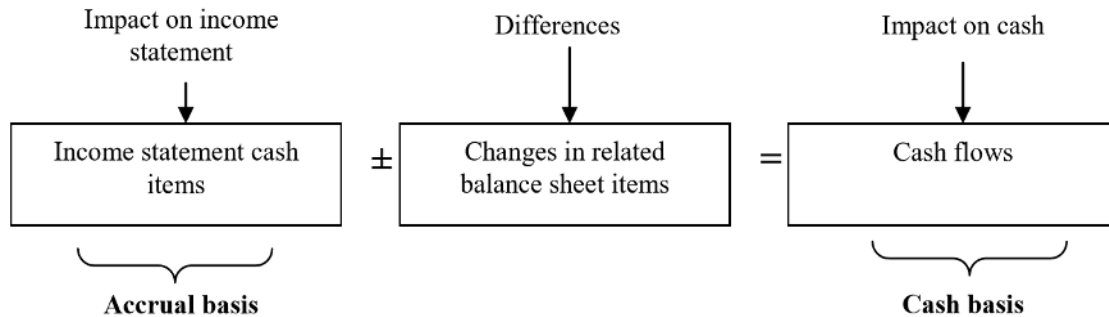 Impact on income
statement
Differences
Impact on cash
Income statement cash
items
±
Changes in related
balance sheet items
=
Cash flows
Accrual basis
Cash basis